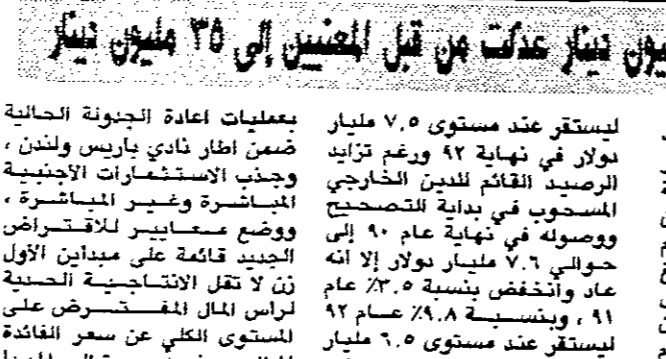 يون دينار عدلت من قبل المعنيين إلى ٣٥ مليون دينار
ليستقر عند مستوى ٧,٥ مليار
دولار في نهاية ٩٢ ورغم تزايد
الرصيد القائم للدين الخارجي
المسحوب في بداية التصحيح
ووصوله في نهاية عام ٩٠ إلى
حوالي ٧.٦ مليار دولار إلا أنه
عاد وانخفض بنسبة ٣.٥٪ عام
٩١ ، وبنسبة ٩.٨٪ عام ٩٢
ليستقر عند مستوى ٦.٥ مليار
بعمليات اعادة الجدولة الحالية
ضمن اطار نادي باريس ولندن ،
وجذب الاستثمارات الأجنبية
المباشرة وغير المباشرة ،
ووضع معايير للاقتراض
الجديد قائمة على مبداين الأول
زن لا تقل الانتاجية الحدية
لراس المال المقترض على
المستوى الكلي عن سعر الفائدة